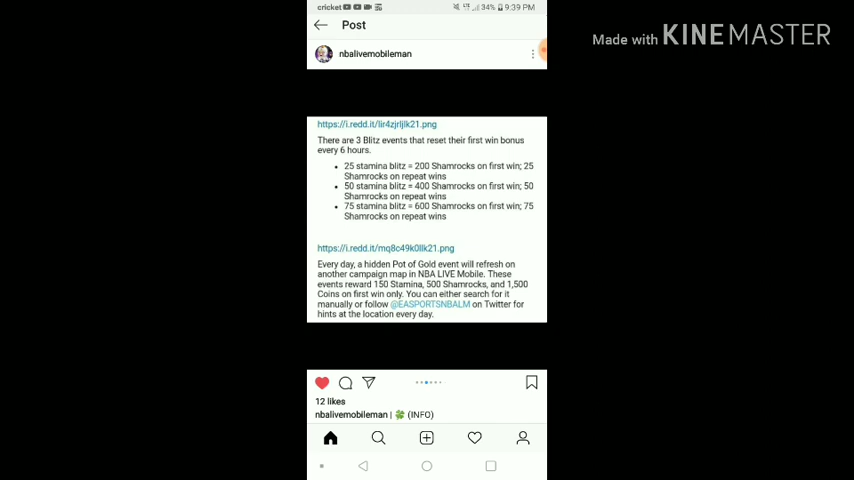 cricket 34% 9:39 PM
Made with KINEMASTER
Post
nbalivemobileman
https://i.redd.it/lir4zjrljlk21.png
There are 3 Blitz events that reset their first win bonus
every 6 hours.
• 25 stamina blitz = 200 Shamrocks on first win; 25
Shamrocks on repeat wins
• 50 stamina blitz = 400 Shamrocks on first win; 50
Shamrocks on repeat wins
• 75 stamina blitz = 600 Shamrocks on first win; 75
Shamrocks on repeat wins
https://i.redd.it/mq8c49k0llk21.png
Every day, a hidden Pot of Gold event will refresh on
another campaign map in NBA LIVE Mobile. These
events reward 150 Stamina, 500 Shamrocks, and 1,500
Coins on first win only. You can either search for it
manually or follow @EASPORTSNBALM on Twitter for
hints at the location every day.
12 likes
nbalivemobileman | 🍀 (INFO)